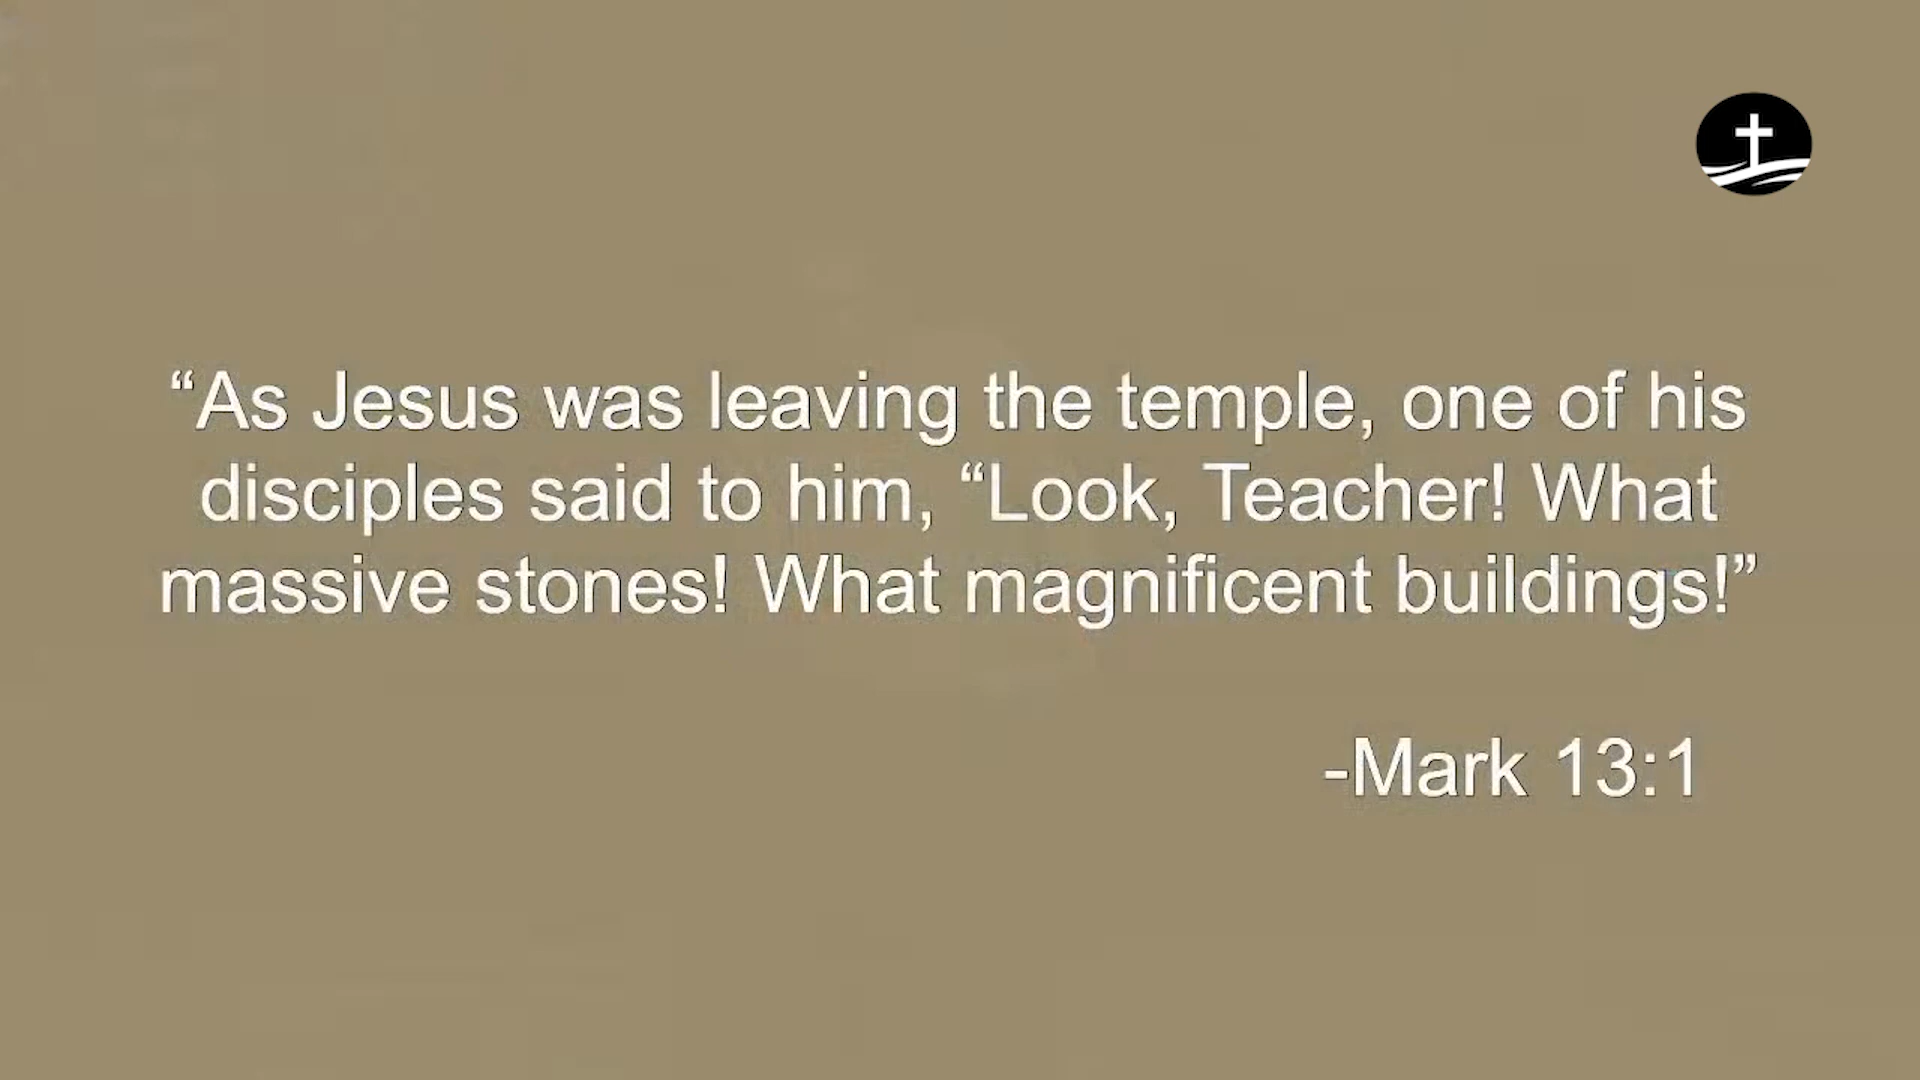 “As Jesus was leaving the temple, one of his
disciples said to him, “Look, Teacher! What
massive stones! What magnificent buildings!”
-Mark 13:1